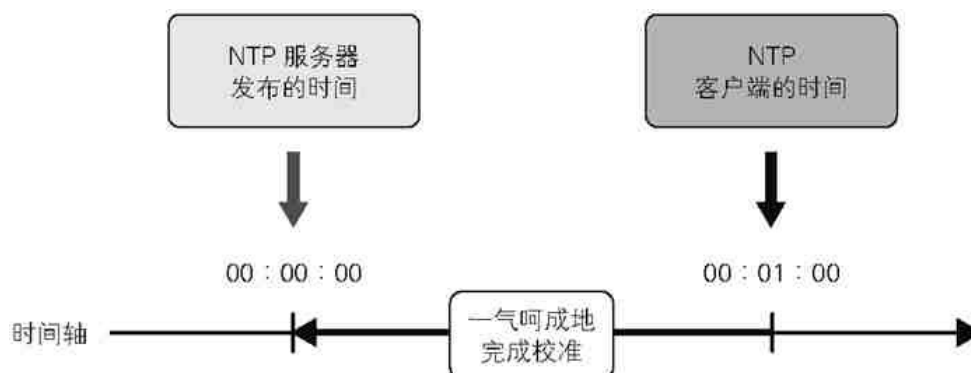 NTP 服务器
发布的时间
NTP
客户端的时间
00：00：00
00：01：00
时间轴
一气呵成地
完成校准